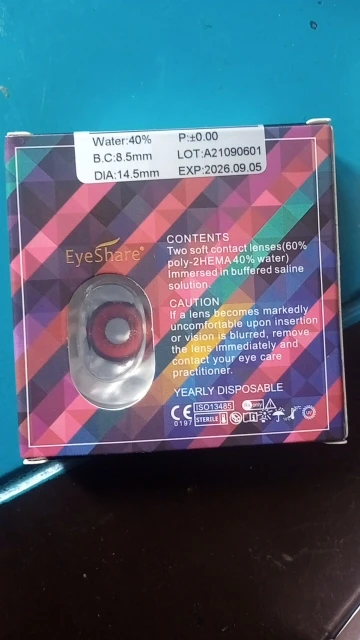 Water:40% P:±0.00
B.C:8.5mm LOT:A21090601
DIA:14.5mm EXP:2026.09.05
EyeShare®
CONTENTS
Two soft contact lenses(60%
poly-2HEMA40% water)
Immersed in buffered saline
solution.
CAUTION
If a lens becomes markedly
uncomfortable upon insertion
or vision is blurred, remove
the lens immediately and
contact your eye care
practitioner.
YEARLY DISPOSABLE
CE ISO13485
0197 STERILE